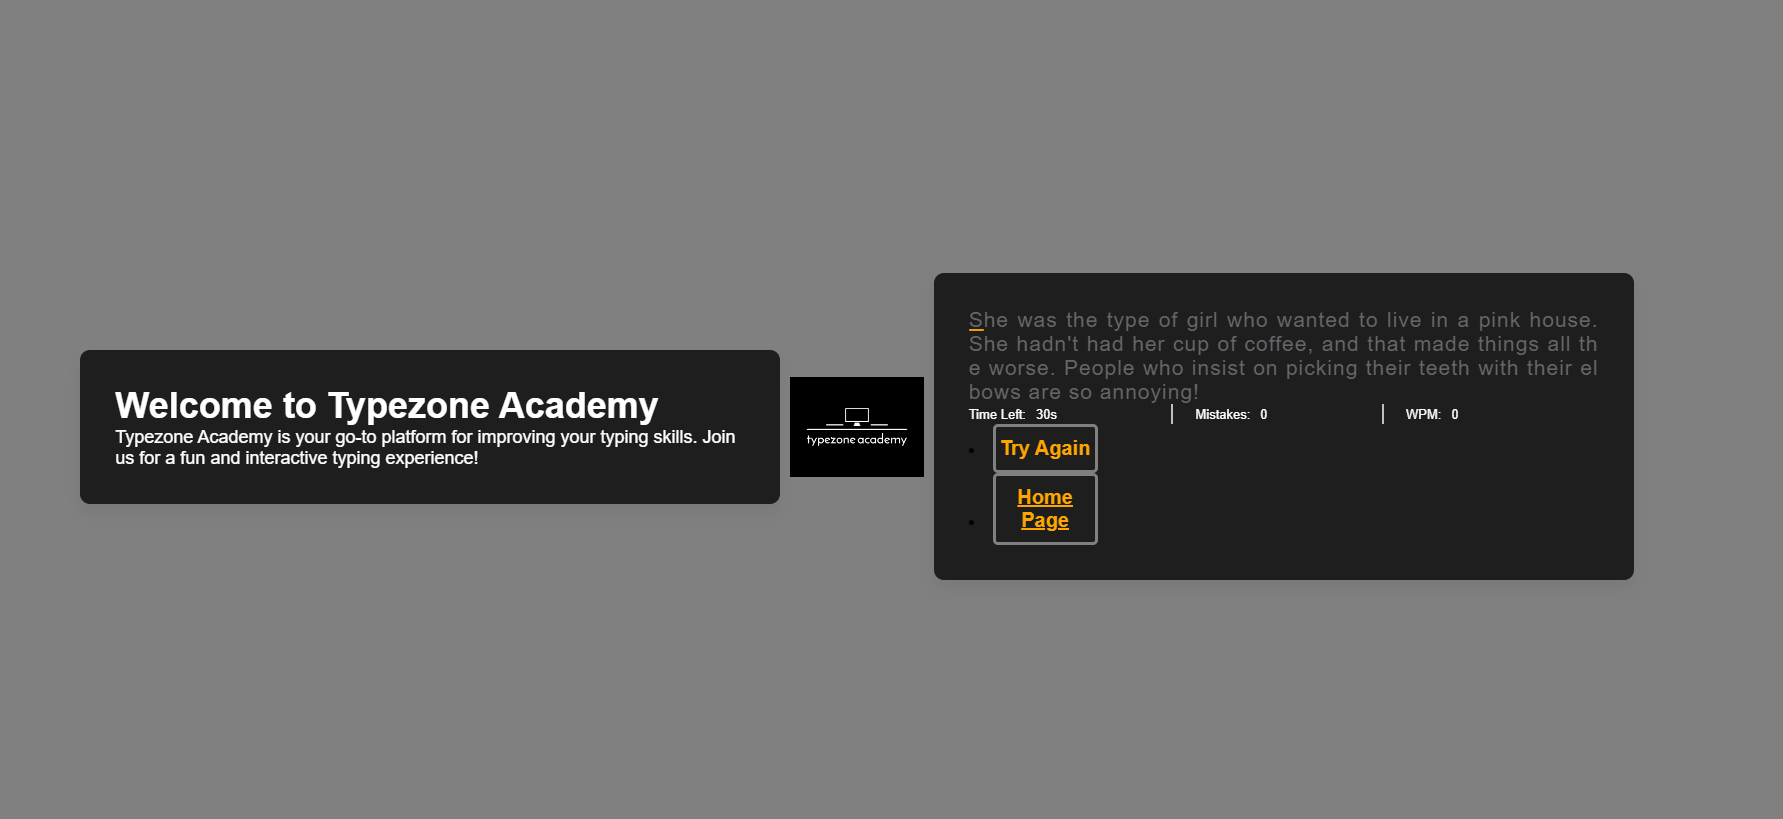 Welcome to Typezone Academy
Typezone Academy is your go-to platform for improving your typing skills. Join
us for a fun and interactive typing experience!
typezone academy
She was the type of girl who wanted to live in a pink house.
She hadn't had her cup of coffee, and that made things all th
e worse. People who insist on picking their teeth with their el
bows are so annoying!
Time Left: 30s
Mistakes: 0
WPM: 0
Try Again
Home
Page